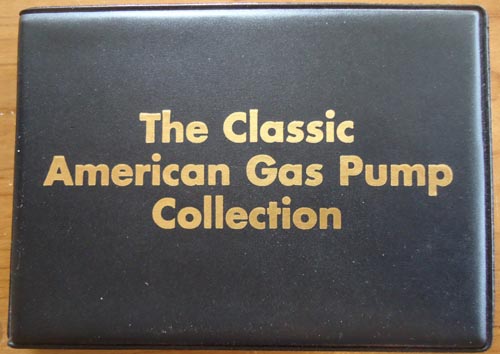 The Classic
American Gas Pump
Collection